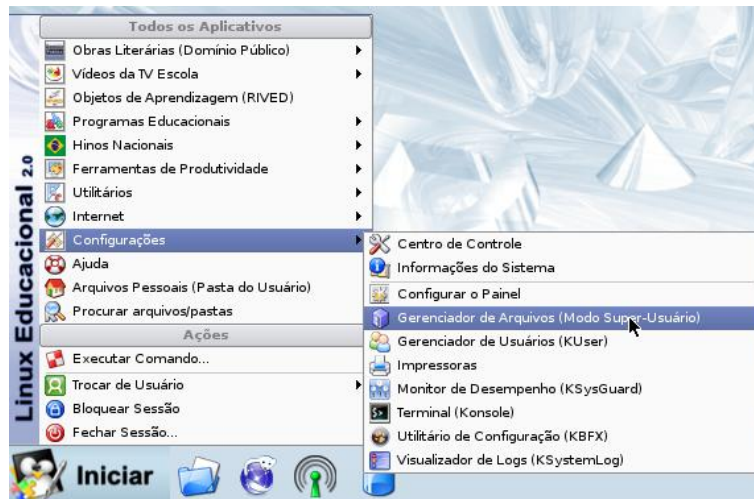 Todos os Aplicativos
Obras Literárias (Domínio Público)
Vídeos da TV Escola
Objetos de Aprendizagem (RIVED)
Programas Educacionais
Hinos Nacionais
Ferramentas de Produtividade
Utilitários
Internet
Configurações
Ajuda
Arquivos Pessoais (Pasta do Usuário)
Procurar arquivos/pastas
Ações
Executar Comando...
Trocar de Usuário
Bloquear Sessão
Fechar Sessão...
Linux Educacional 2.0
Centro de Controle
Informações do Sistema
Configurar o Painel
Gerenciador de Arquivos (Modo Super-Usuário)
Gerenciador de Usuários (KUser)
Impressoras
Monitor de Desempenho (KSysGuard)
Terminal (Konsole)
Utilitário de Configuração (KBFX)
Visualizador de Logs (KSystemLog)
Iniciar